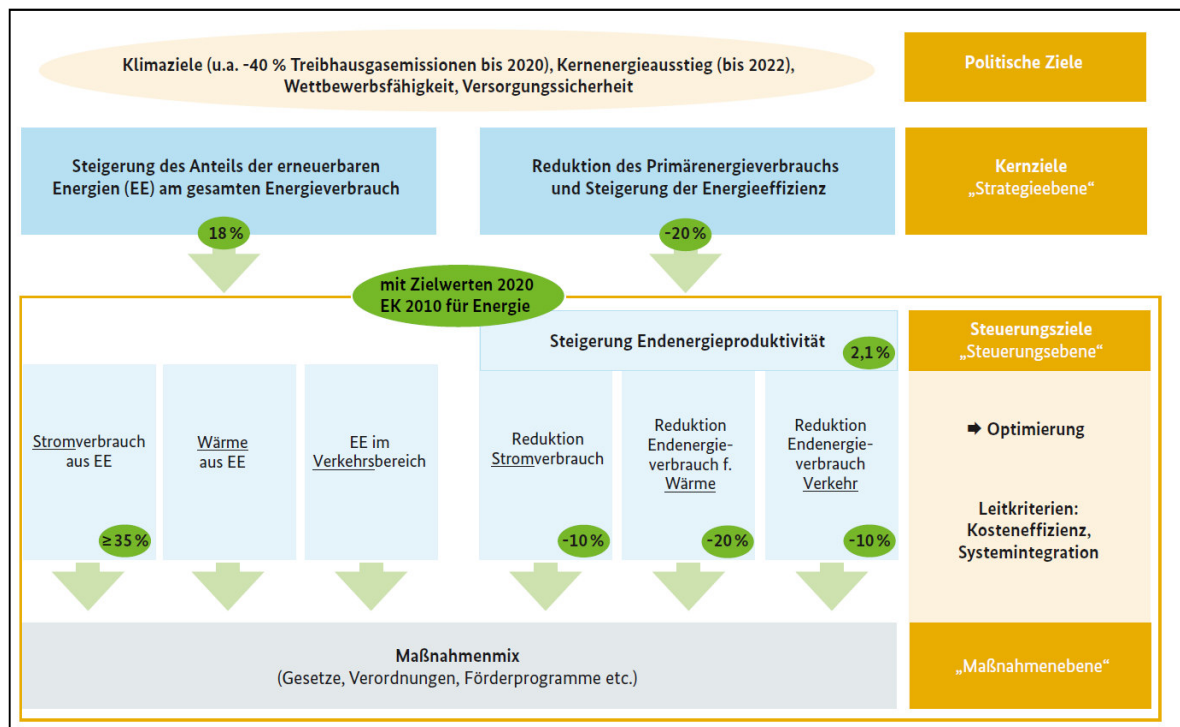 Klimaziele (u.a. -40 % Treibhausgasemissionen bis 2020), Kernenergieausstieg (bis 2022),
Wettbewerbsfähigkeit, Versorgungssicherheit
Politische Ziele
Steigerung des Anteils der erneuerbaren
Energien (EE) am gesamten Energieverbrauch
18 %
Reduktion des Primärenergieverbrauchs
und Steigerung der Energieeffizienz
-20 %
Kernziele
„Strategieebene“
mit Zielwerten 2020
EK 2010 für Energie
Steigerung Endenergieproduktivität
2,1 %
Steuerungsziele
„Steuerungsebene“
Stromverbrauch
aus EE
≥ 35 %
Wärme
aus EE
EE im
Verkehrsbereich
Reduktion
Stromverbrauch
-10 %
Reduktion
Endenergie-
verbrauch f.
Wärme
-20 %
Reduktion
Endenergie-
verbrauch
Verkehr
-10 %
➡ Optimierung
Leitkriterien:
Kosteneffizienz,
Systemintegration
Maßnahmenmix
(Gesetze, Verordnungen, Förderprogramme etc.)
„Maßnahmenebene“